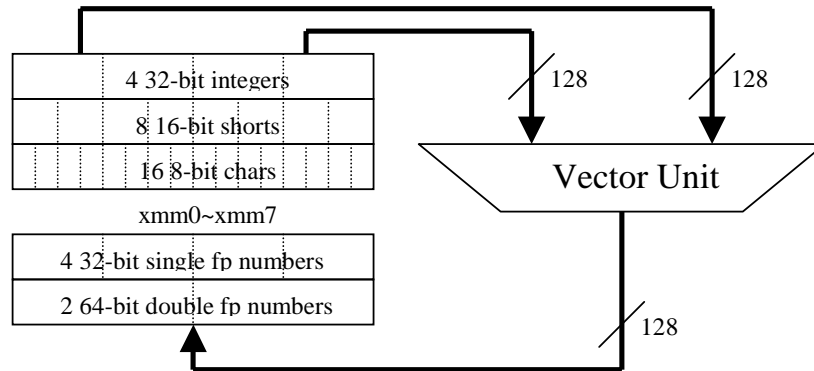 4 32-bit integers
8 16-bit shorts
16 8-bit chars
xmm0~xmm7
4 32-bit single fp numbers
2 64-bit double fp numbers
128
128
Vector Unit
128